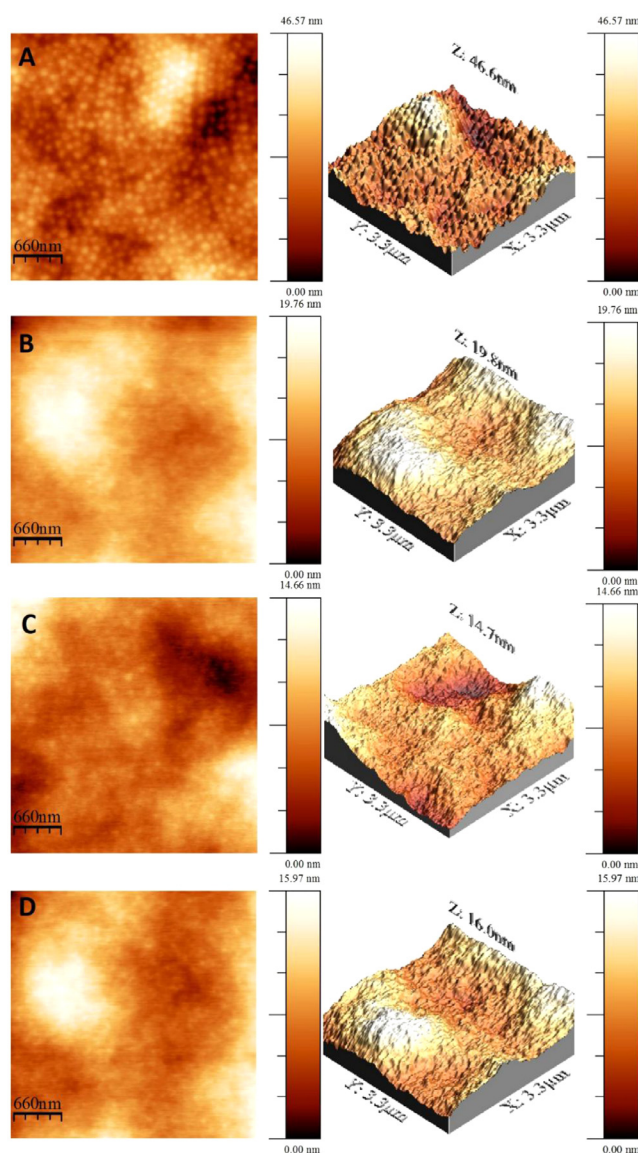 46.57 nm
46.57 nm
A
Z: 46.6nm
660nm
Y: 3.3µm
X: 3.3µm
0.00 nm
0.00 nm
19.76 nm
19.76 nm
B
Z: 19.8nm
660nm
Y: 3.3µm
X: 3.3µm
0.00 nm
0.00 nm
14.66 nm
14.66 nm
C
Z: 14.7nm
660nm
Y: 3.3µm
X: 3.3µm
0.00 nm
0.00 nm
15.97 nm
15.97 nm
D
Z: 16.0nm
660nm
Y: 3.3µm
X: 3.3µm
0.00 nm
0.00 nm